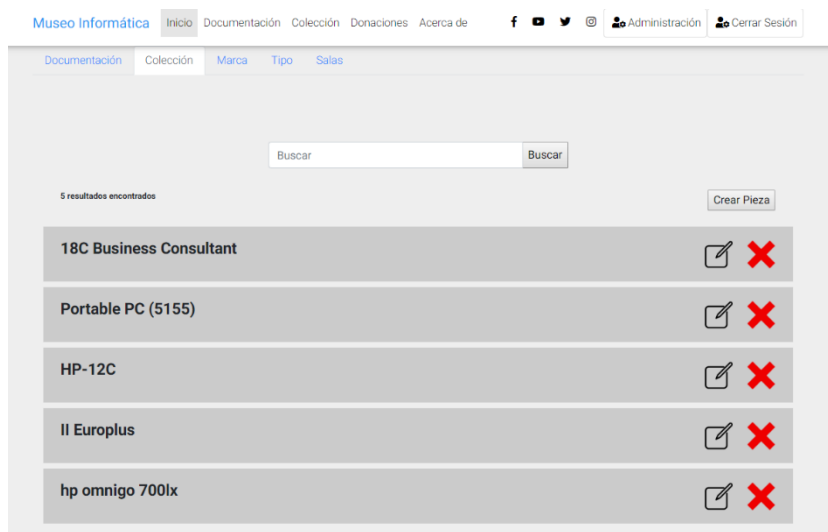 Museo Informática Inicio Documentación Colección Donaciones Acerca de Administración Cerrar Sesión
Documentación Colección Marca Tipo Salas
Buscar Buscar
5 resultados encontrados Crear Pieza
18C Business Consultant
Portable PC (5155)
HP-12C
II Europlus
hp omnigo 700lx